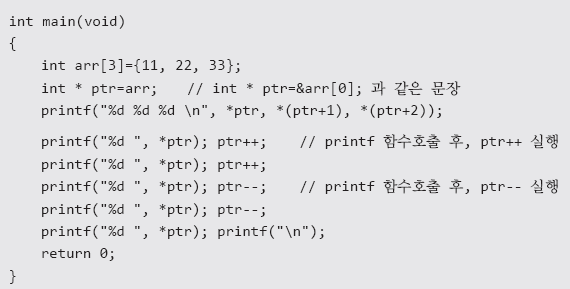 int main(void)
{
    int arr[3]={11, 22, 33};
    int * ptr=arr;    // int * ptr=&arr[0]; 과 같은 문장
    printf("%d %d %d \n", *ptr, *(ptr+1), *(ptr+2));
    printf("%d ", *ptr); ptr++;    // printf 함수호출 후, ptr++ 실행
    printf("%d ", *ptr); ptr++;
    printf("%d ", *ptr); ptr--;    // printf 함수호출 후, ptr-- 실행
    printf("%d ", *ptr); ptr--;
    printf("%d ", *ptr); printf("\n");
    return 0;
}